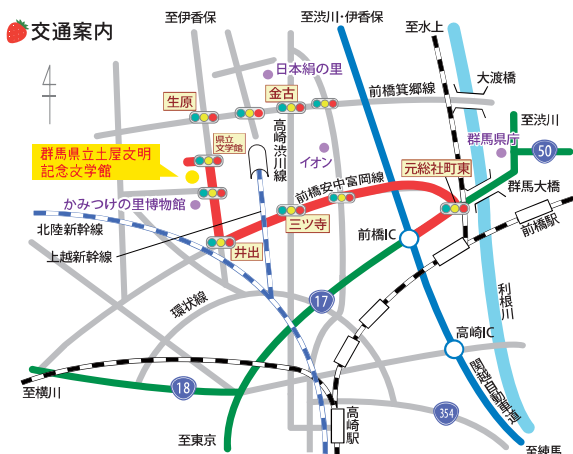 交通案内
至伊香保
至渋川・伊香保
至水上
日本絹の里
前橋箕郷線
大渡橋
生原
金古
至渋川
県立
文学館
高崎渋川線
イオン
群馬県庁
50
群馬県立土屋文明
記念文学館
元総社町東
前橋安中富岡線
群馬大橋
かみつけの里博物館
三ツ寺
前橋駅
北陸新幹線
井出
前橋IC
上越新幹線
環状線
17
利根川
高崎IC
関越自動車道
18
至横川
354
高崎駅
至東京
至練馬